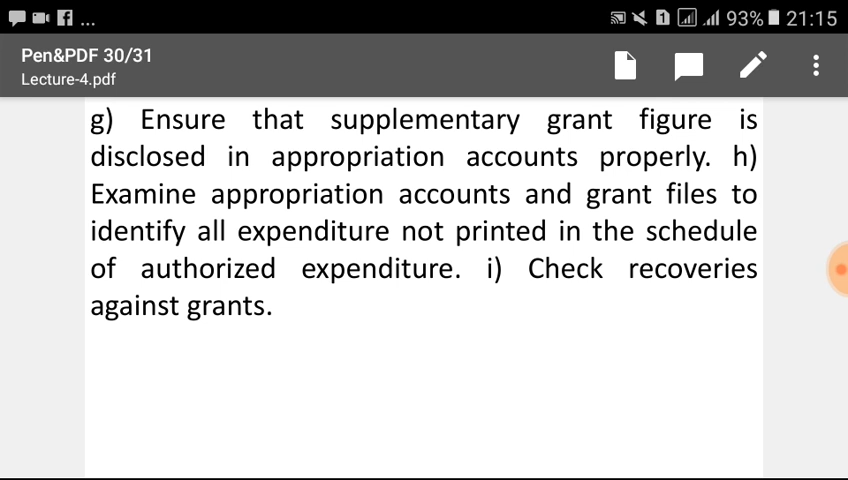 ... 93% 21:15
Pen&PDF 30/31
Lecture-4.pdf
g) Ensure that supplementary grant figure is
disclosed in appropriation accounts properly. h)
Examine appropriation accounts and grant files to
identify all expenditure not printed in the schedule
of authorized expenditure. i) Check recoveries
against grants.